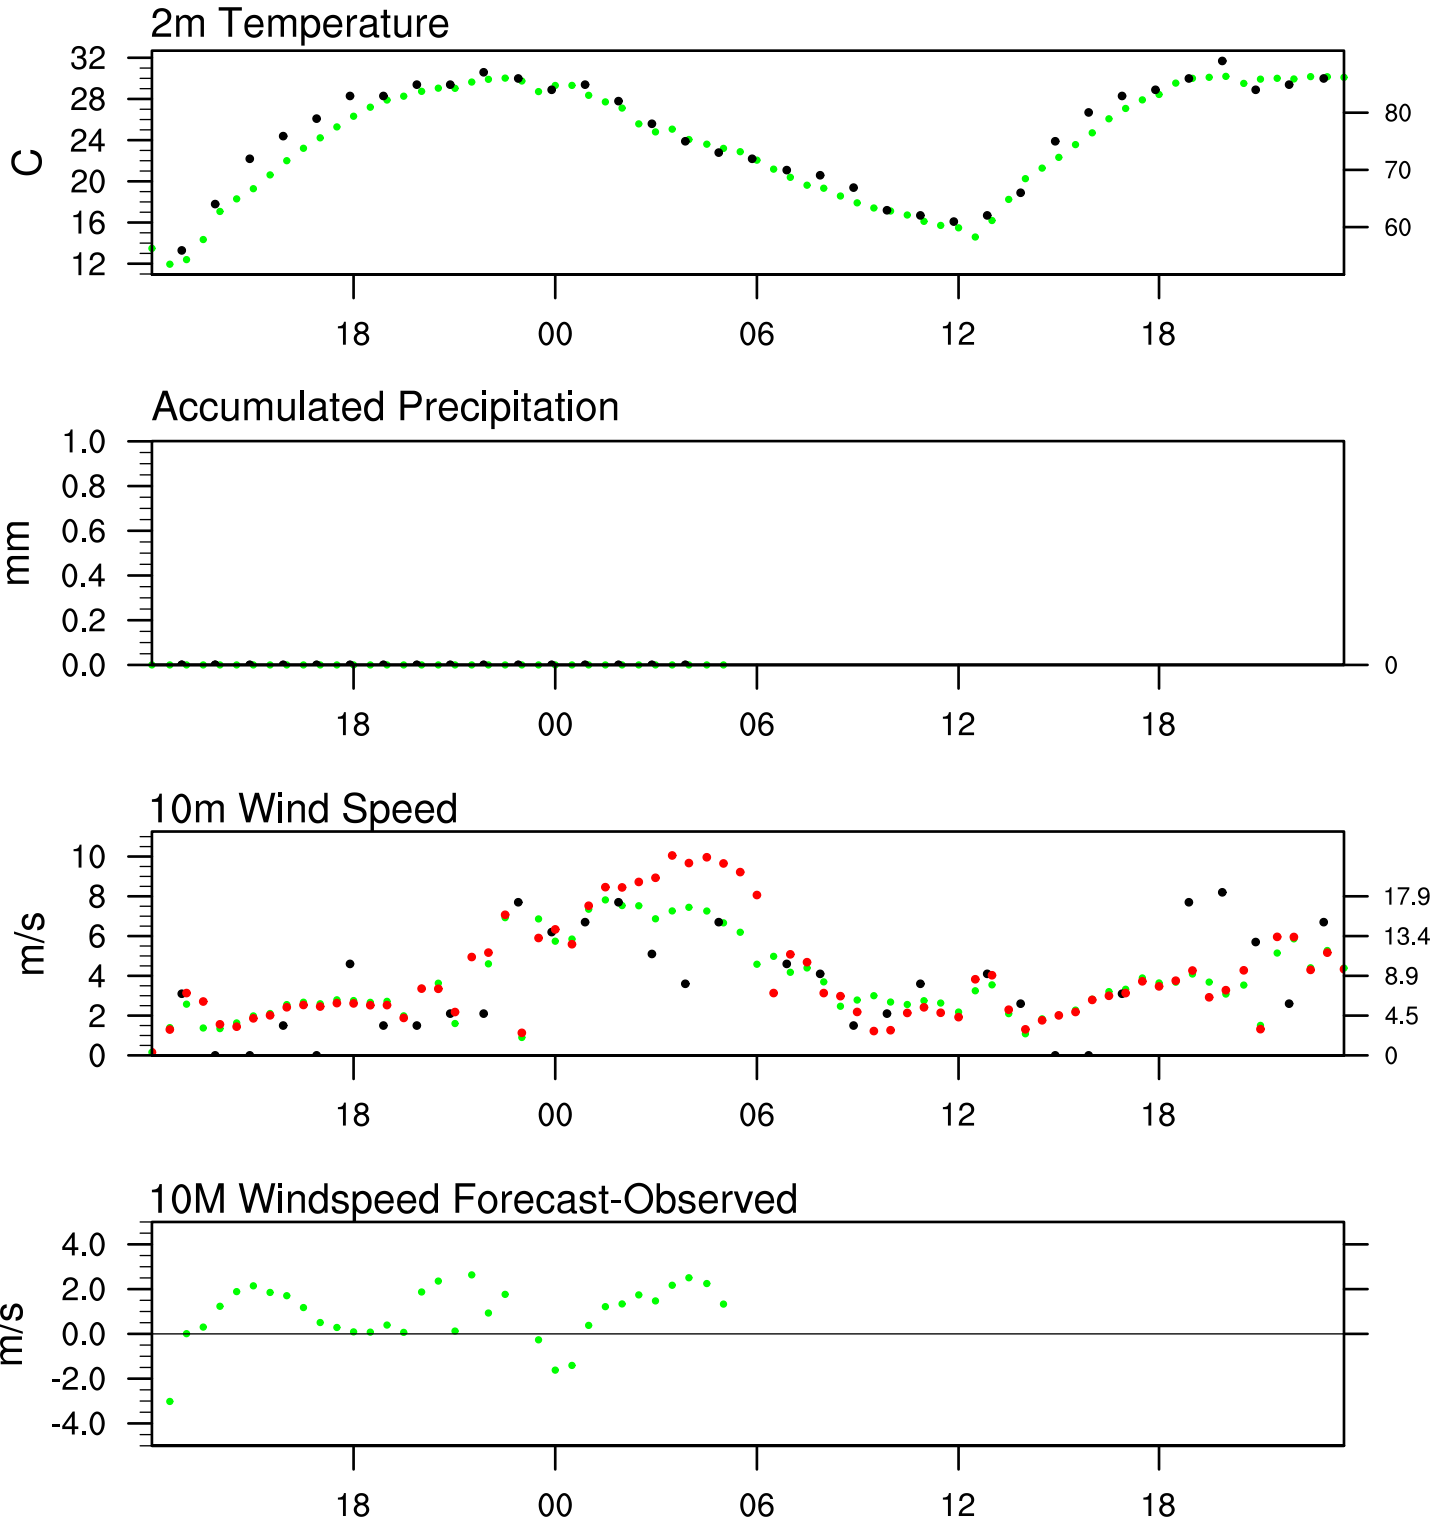 2m Temperature
32
28
24
20
16
12
C
80
70
60
18 00 06 12 18
Accumulated Precipitation
1.0
0.8
0.6
0.4
0.2
0.0
mm
0
18 00 06 12 18
10m Wind Speed
10
8
6
4
2
0
m/s
17.9
13.4
8.9
4.5
0
18 00 06 12 18
10M Windspeed Forecast-Observed
4.0
2.0
0.0
-2.0
-4.0
m/s
18 00 06 12 18